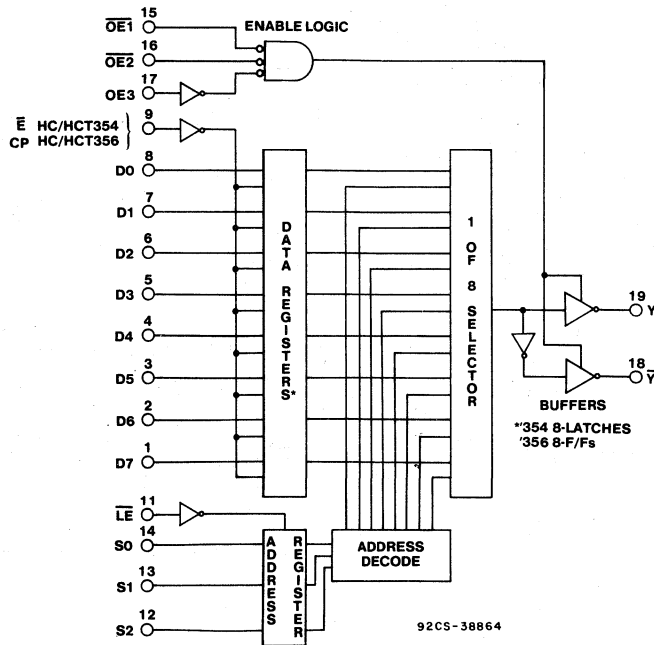 15
OE1
ENABLE LOGIC
16
OE2
17
OE3
9
E HC/HCT354
CP HC/HCT356
8
D0
7
D1
6
D2
5
D3
4
D4
3
D5
2
D6
1
D7
DATA REGISTERS*
1 OF 8 SELECTOR
19
Y
18
Y
BUFFERS
*'354 8-LATCHES
'356 8-F/Fs
11
LE
14
S0
13
S1
12
S2
ADDRESS
REGISTER
ADDRESS
DECODE
92CS-38864